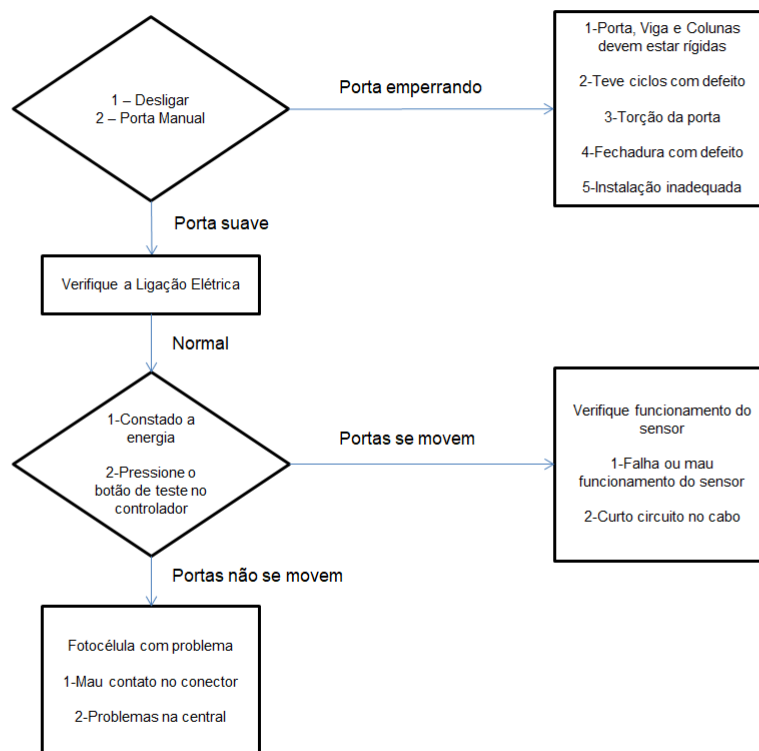 1 – Desligar
2 – Porta Manual
Porta emperrando
1-Porta, Viga e Colunas
devem estar rígidas
2-Teve ciclos com defeito
3-Torção da porta
4-Fechadura com defeito
5-Instalação inadequada
Porta suave
Verifique a Ligação Elétrica
Normal
1-Constado a
energia
2-Pressione o
botão de teste no
controlador
Portas se movem
Verifique funcionamento do
sensor
1-Falha ou mau
funcionamento do sensor
2-Curto circuito no cabo
Portas não se movem
Fotocélula com problema
1-Mau contato no conector
2-Problemas na central